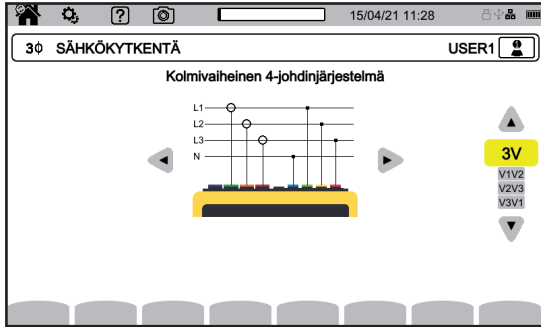 ? 15/04/21 11:28
3ϕ SÄHKÖKYTKENTÄ USER1
Kolmivaiheinen 4-johdinjärjestelmä
L1
L2
L3
N
3V
V1V2
V2V3
V3V1